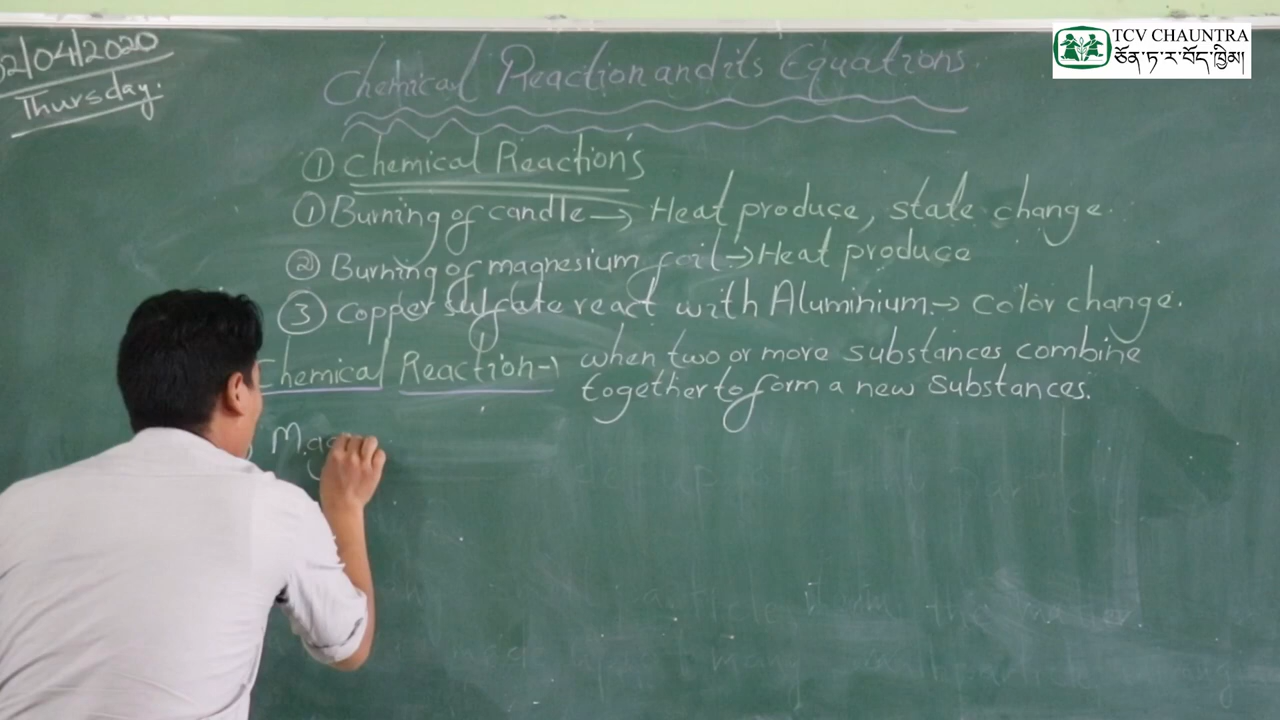 02/04/2020
Thursday.
Chemical Reaction and its Equations.
① Chemical Reactions
① Burning of candle → Heat produce, state change.
② Burning of magnesium foil → Heat produce
③ Copper sulfate react with Aluminium. → Color change.
Chemical Reaction → when two or more substances combine
together to form a new substances.
Mag
TCV CHAUNTRA
ཅོན་ཏ་ར་བོད་ཁྱིམ།